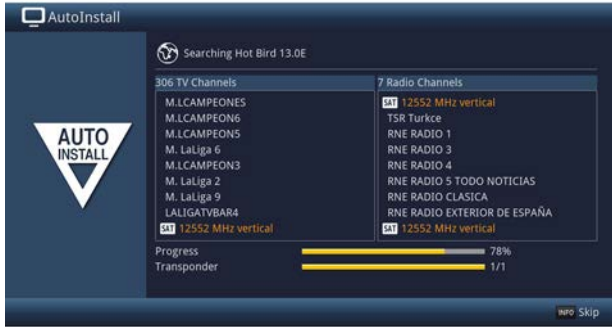 AutoInstall
Searching Hot Bird 13.0E
306 TV Channels
M.LCAMPEONES
M.LCAMPEON6
M.LCAMPEON5
M. LaLiga 6
M.LCAMPEON3
M. LaLiga 2
M. LaLiga 9
LALIGATVBAR4
SAT 12552 MHz vertical
7 Radio Channels
SAT 12552 MHz vertical
TSR Turkce
RNE RADIO 1
RNE RADIO 3
RNE RADIO 4
RNE RADIO 5 TODO NOTICIAS
RNE RADIO CLASICA
RNE RADIO EXTERIOR DE ESPAÑA
SAT 12552 MHz vertical
AUTO
INSTALL
Progress 78%
Transponder 1/1
INFO Skip